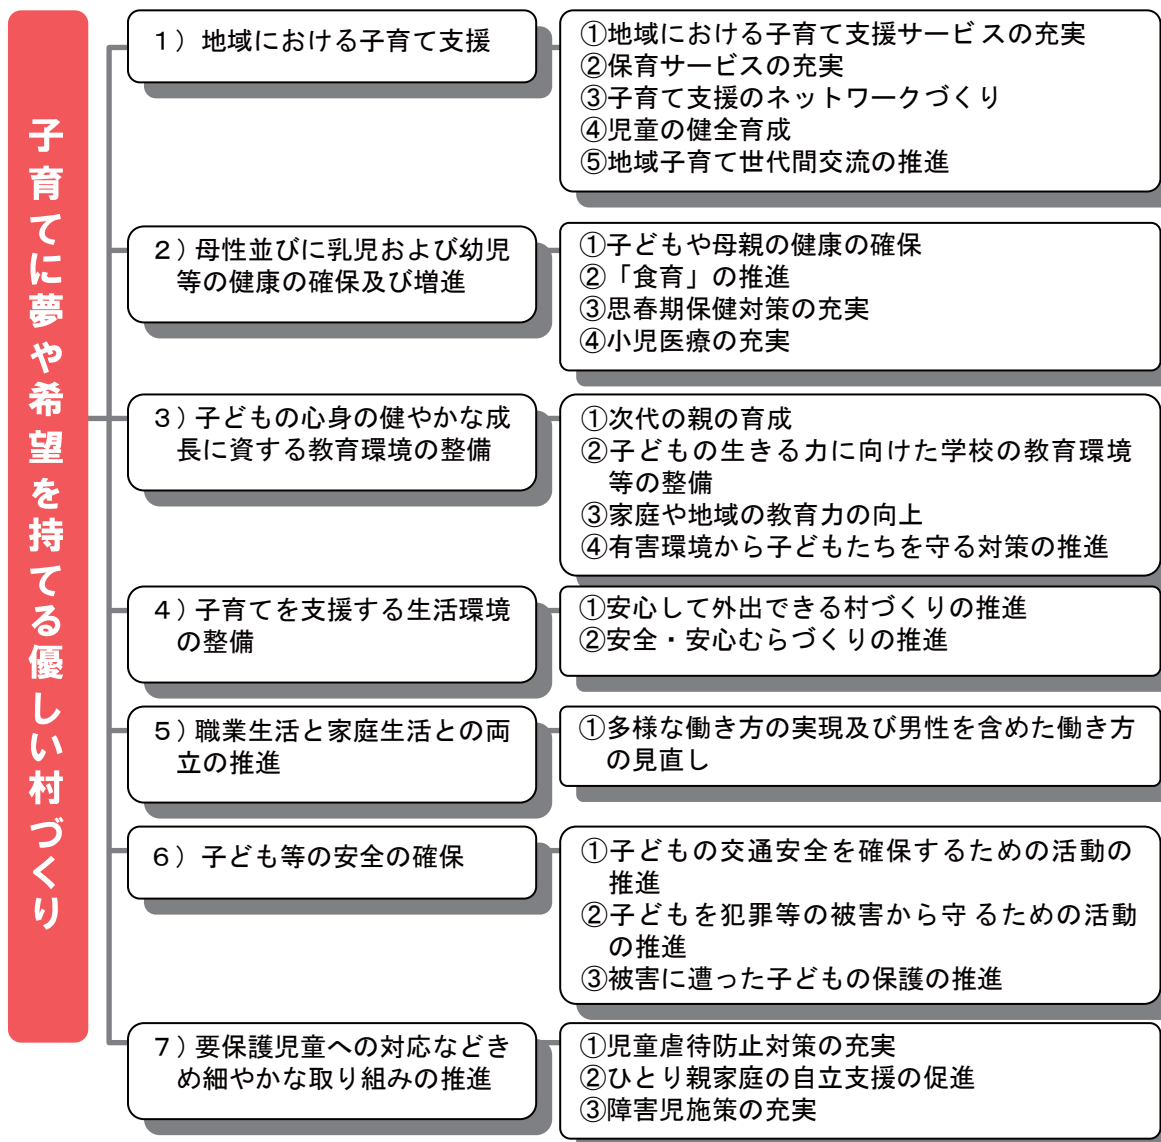 子育てに夢や希望を持てる優しい村づくり
１）地域における子育て支援
①地域における子育て支援サービスの充実
②保育サービスの充実
③子育て支援のネットワークづくり
④児童の健全育成
⑤地域子育て世代間交流の推進
２）母性並びに乳児および幼児
等の健康の確保及び増進
①子どもや母親の健康の確保
②「食育」の推進
③思春期保健対策の充実
④小児医療の充実
３）子どもの心身の健やかな成
長に資する教育環境の整備
①次代の親の育成
②子どもの生きる力に向けた学校の教育環境
等の整備
③家庭や地域の教育力の向上
④有害環境から子どもたちを守る対策の推進
４）子育てを支援する生活環境
の整備
①安心して外出できる村づくりの推進
②安全・安心むらづくりの推進
５）職業生活と家庭生活との両
立の推進
①多様な働き方の実現及び男性を含めた働き方
の見直し
６）子ども等の安全の確保
①子どもの交通安全を確保するための活動の
推進
②子どもを犯罪等の被害から守るための活動
の推進
③被害に遭った子どもの保護の推進
７）要保護児童への対応などき
め細やかな取り組みの推進
①児童虐待防止対策の充実
②ひとり親家庭の自立支援の促進
③障害児施策の充実